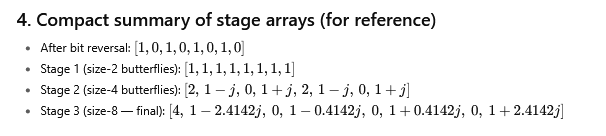 4. Compact summary of stage arrays (for reference)
• After bit reversal: [1, 0, 1, 0, 1, 0, 1, 0]
• Stage 1 (size-2 butterflies): [1, 1, 1, 1, 1, 1, 1, 1]
• Stage 2 (size-4 butterflies): [2, 1 − j, 0, 1 + j, 2, 1 − j, 0, 1 + j]
• Stage 3 (size-8 — final): [4, 1 − 2.4142j, 0, 1 − 0.4142j, 0, 1 + 0.4142j, 0, 1 + 2.4142j]